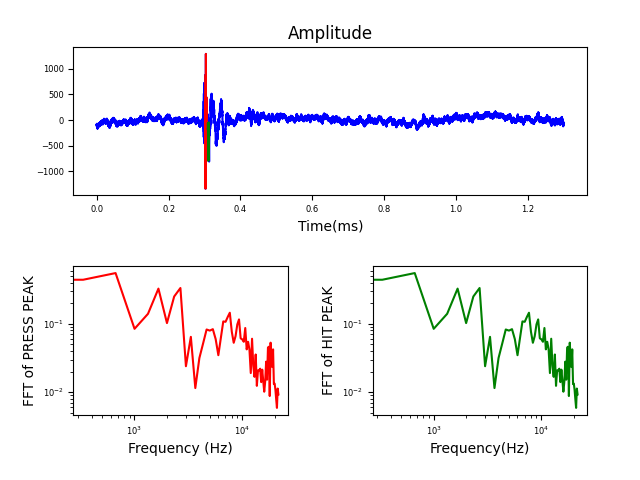 Amplitude
1000
500
0
−500
−1000
0.0 0.2 0.4 0.6 0.8 1.0 1.2
Time(ms)
FFT of PRESS PEAK
10⁻¹
10⁻²
10³ 10⁴
Frequency (Hz)
FFT of HIT PEAK
10⁻¹
10⁻²
10³ 10⁴
Frequency(Hz)